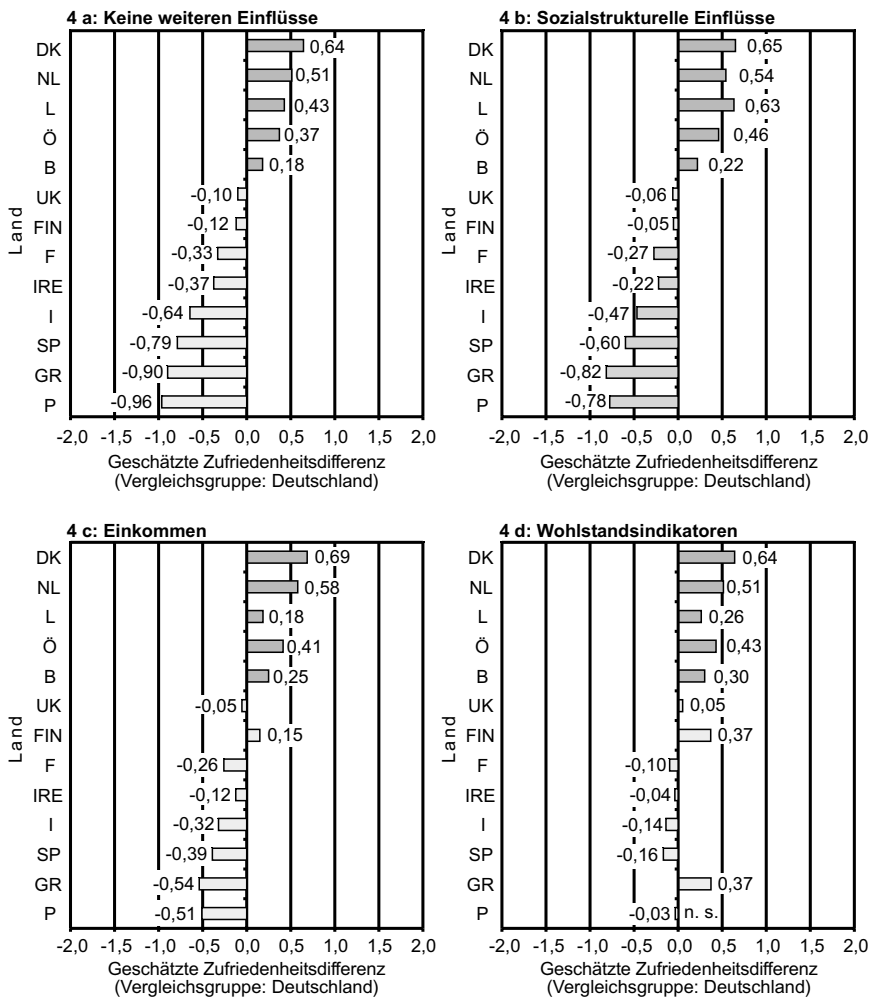 4 a: Keine weiteren Einflüsse
Land
DK 0,64
NL 0,51
L 0,43
Ö 0,37
B 0,18
UK -0,10
FIN -0,12
F -0,33
IRE -0,37
I -0,64
SP -0,79
GR -0,90
P -0,96
-2,0 -1,5 -1,0 -0,5 0,0 0,5 1,0 1,5 2,0
Geschätzte Zufriedenheitsdifferenz
(Vergleichsgruppe: Deutschland)
4 b: Sozialstrukturelle Einflüsse
Land
DK 0,65
NL 0,54
L 0,63
Ö 0,46
B 0,22
UK -0,06
FIN -0,05
F -0,27
IRE -0,22
I -0,47
SP -0,60
GR -0,82
P -0,78
-2,0 -1,5 -1,0 -0,5 0,0 0,5 1,0 1,5 2,0
Geschätzte Zufriedenheitsdifferenz
(Vergleichsgruppe: Deutschland)
4 c: Einkommen
Land
DK 0,69
NL 0,58
L 0,18
Ö 0,41
B 0,25
UK -0,05
FIN 0,15
F -0,26
IRE -0,12
I -0,32
SP -0,39
GR -0,54
P -0,51
-2,0 -1,5 -1,0 -0,5 0,0 0,5 1,0 1,5 2,0
Geschätzte Zufriedenheitsdifferenz
(Vergleichsgruppe: Deutschland)
4 d: Wohlstandsindikatoren
Land
DK 0,64
NL 0,51
L 0,26
Ö 0,43
B 0,30
UK 0,05
FIN 0,37
F -0,10
IRE -0,04
I -0,14
SP -0,16
GR 0,37
P -0,03 n. s.
-2,0 -1,5 -1,0 -0,5 0,0 0,5 1,0 1,5 2,0
Geschätzte Zufriedenheitsdifferenz
(Vergleichsgruppe: Deutschland)